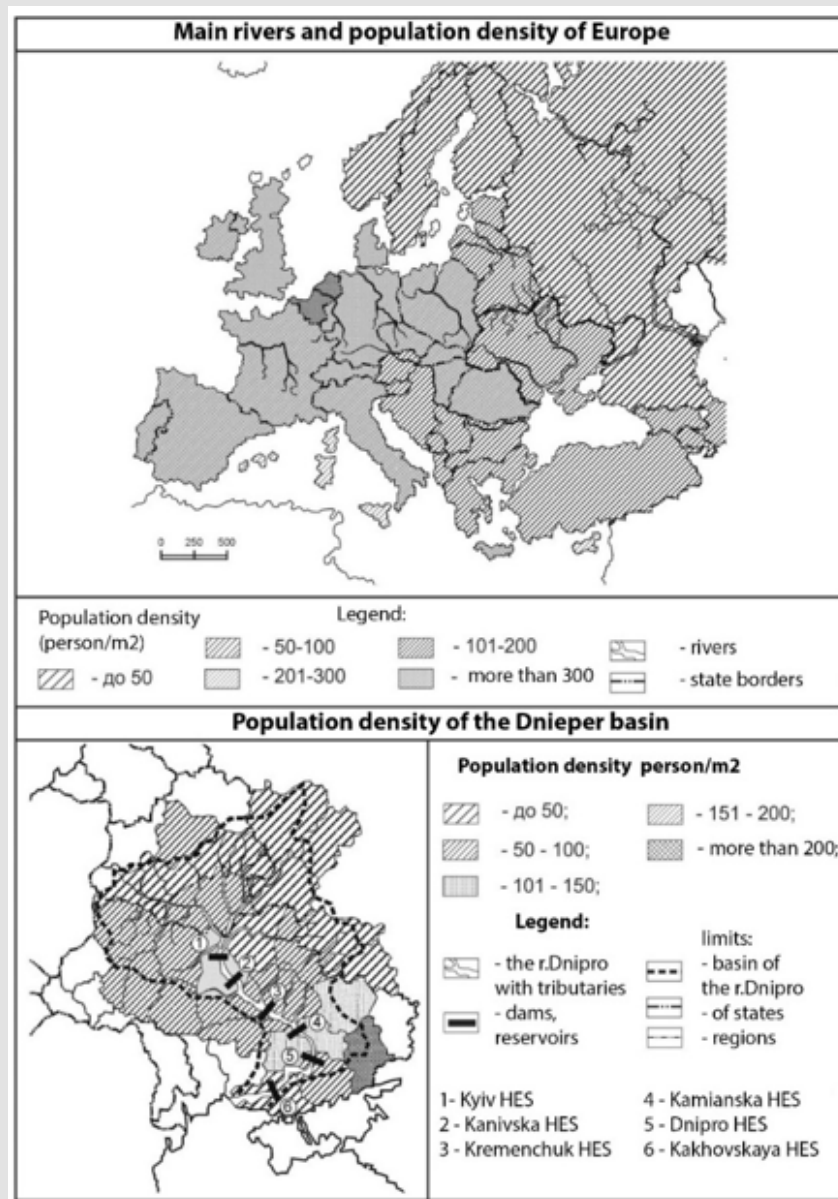 Main rivers and population density of Europe
0 250 500
Population density
(person/m2)
Legend:
- до 50
- 50-100
- 201-300
- 101-200
- more than 300
- rivers
- state borders
Population density of the Dnieper basin
1
2
3
4
5
6
Population density person/m2
- до 50;
- 50 - 100;
- 101 - 150;
- 151 - 200;
- more than 200;
Legend:
- the r.Dnipro
with tributaries
- dams,
reservoirs
limits:
- basin of
the r.Dnipro
- of states
- regions
1- Kyiv HES
2 - Kanivska HES
3 - Kremenchuk HES
4 - Kamianska HES
5 - Dnipro HES
6 - Kakhovskaya HES